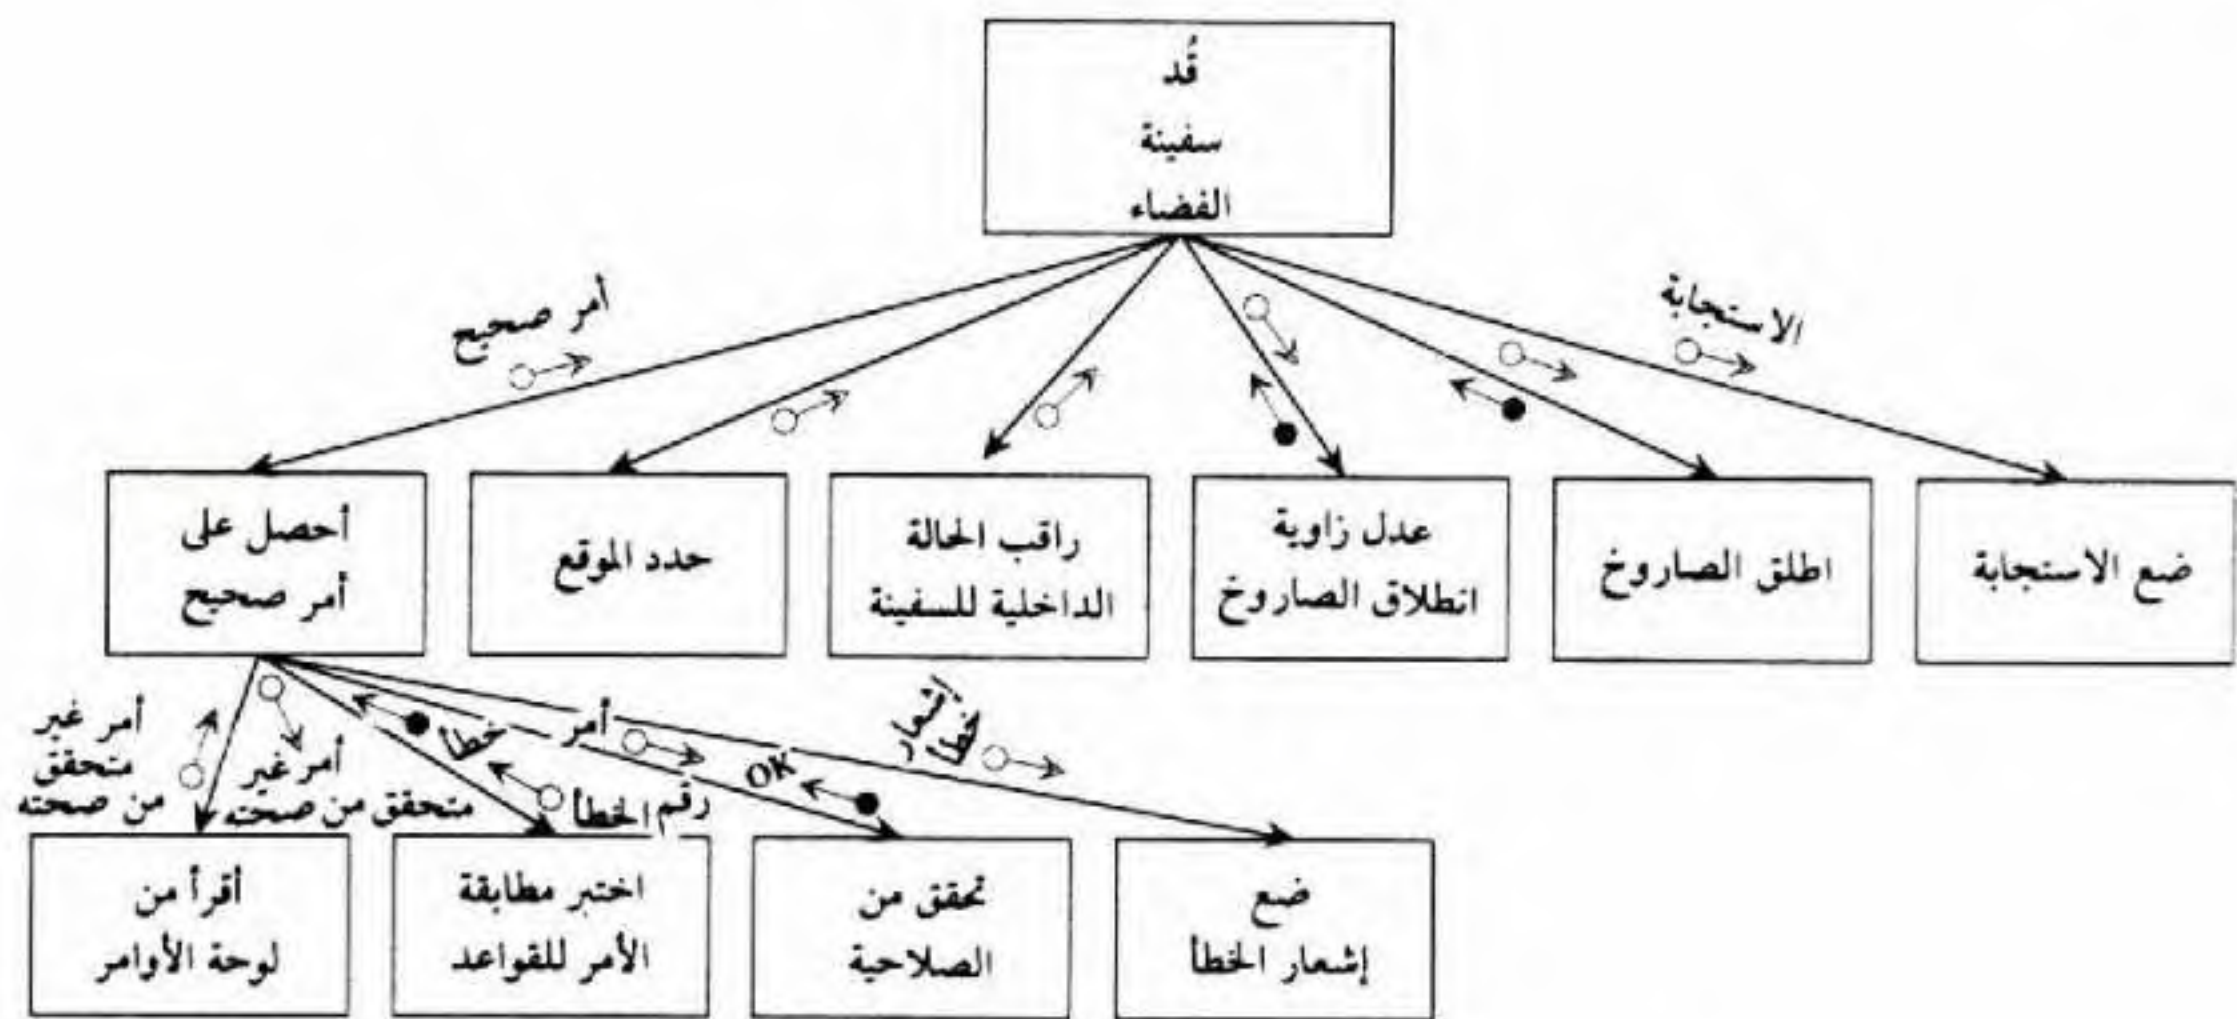 قُد
سفينة
الفضاء
أمر صحيح
الاستجابة
أحصل على
أمر صحيح
حدد الموقع
راقب الحالة
الداخلية للسفينة
عدل زاوية
انطلاق الصاروخ
اطلق الصاروخ
ضع الاستجابة
أمر غير
متحقق
من صحته
أمر غير
متحقق من صحته
خطأ
رقم الخطأ
أمر
OK
إشعار
خطأ
أقرأ من
لوحة الأوامر
اختبر مطابقة
الأمر للقواعد
تحقق من
الصلاحية
ضع
إشعار الخطأ